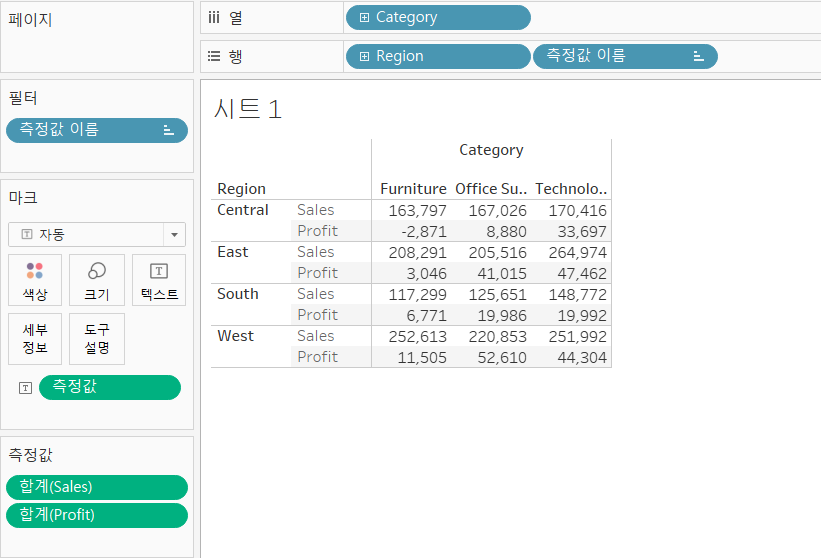 페이지
열 Category
행 Region 측정값 이름
필터
측정값 이름
마크
자동
색상 크기 텍스트
세부 정보 도구 설명
측정값
측정값
합계(Sales)
합계(Profit)
시트 1
Category
Region Furniture Office Su.. Technolo..
Central Sales 163,797 167,026 170,416
Profit -2,871 8,880 33,697
East Sales 208,291 205,516 264,974
Profit 3,046 41,015 47,462
South Sales 117,299 125,651 148,772
Profit 6,771 19,986 19,992
West Sales 252,613 220,853 251,992
Profit 11,505 52,610 44,304